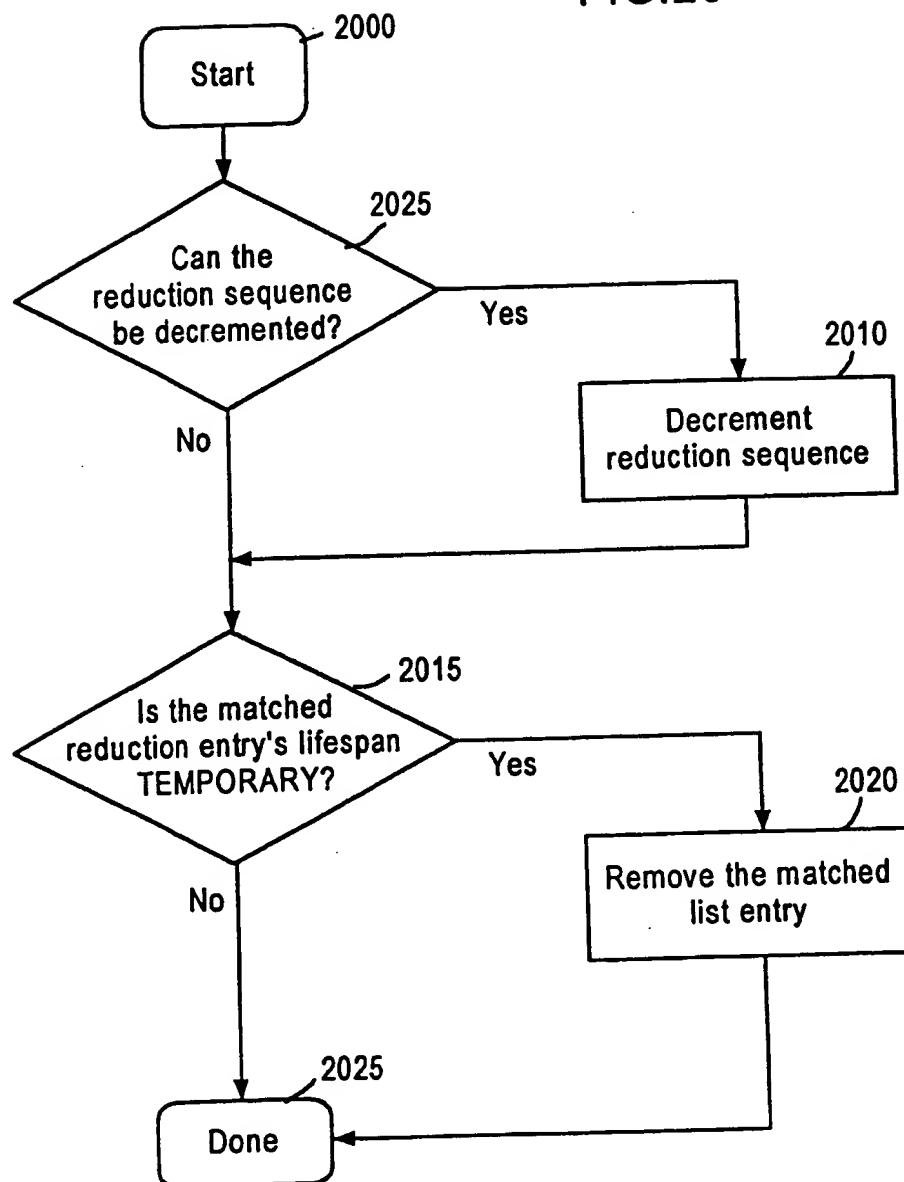 2000
Start
2025
Can the
reduction sequence
be decremented?
Yes
No
2010
Decrement
reduction sequence
2015
Is the matched
reduction entry's lifespan
TEMPORARY?
Yes
No
2020
Remove the matched
list entry
2025
Done